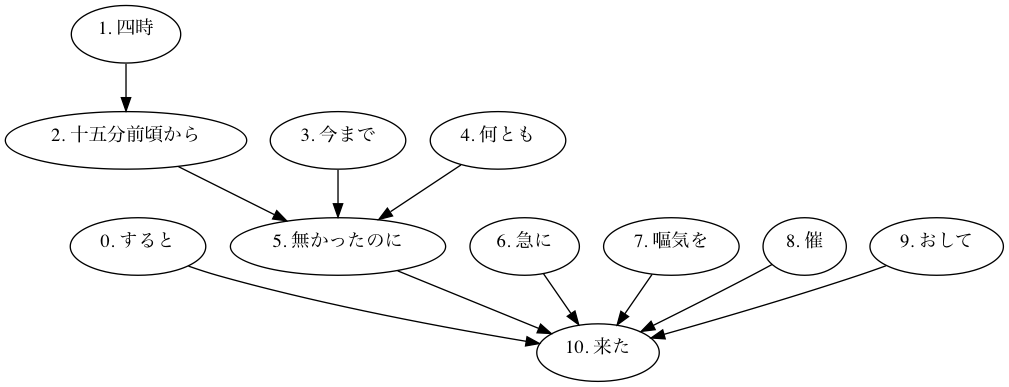 1. 四時
2. 十五分前頃から
3. 今まで
4. 何とも
0. すると
5. 無かったのに
6. 急に
7. 嘔気を
8. 催
9. おして
10. 来た